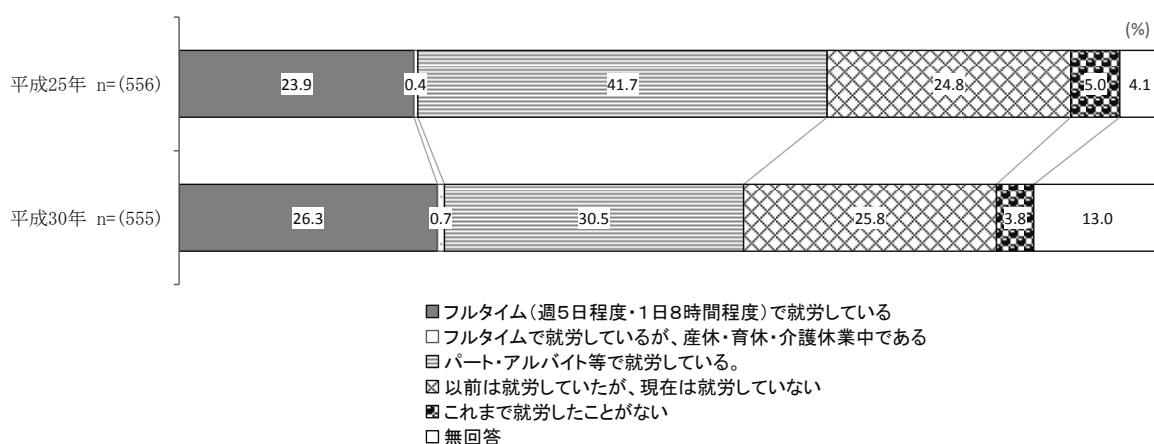 (%)
平成25年 n=(556)
23.9 0.4 41.7 24.8 5.0 4.1
平成30年 n=(555)
26.3 0.7 30.5 25.8 3.8 13.0
フルタイム（週５日程度・１日８時間程度）で就労している
フルタイムで就労しているが、産休・育休・介護休業中である
パート・アルバイト等で就労している。
以前は就労していたが、現在は就労していない
これまで就労したことがない
無回答